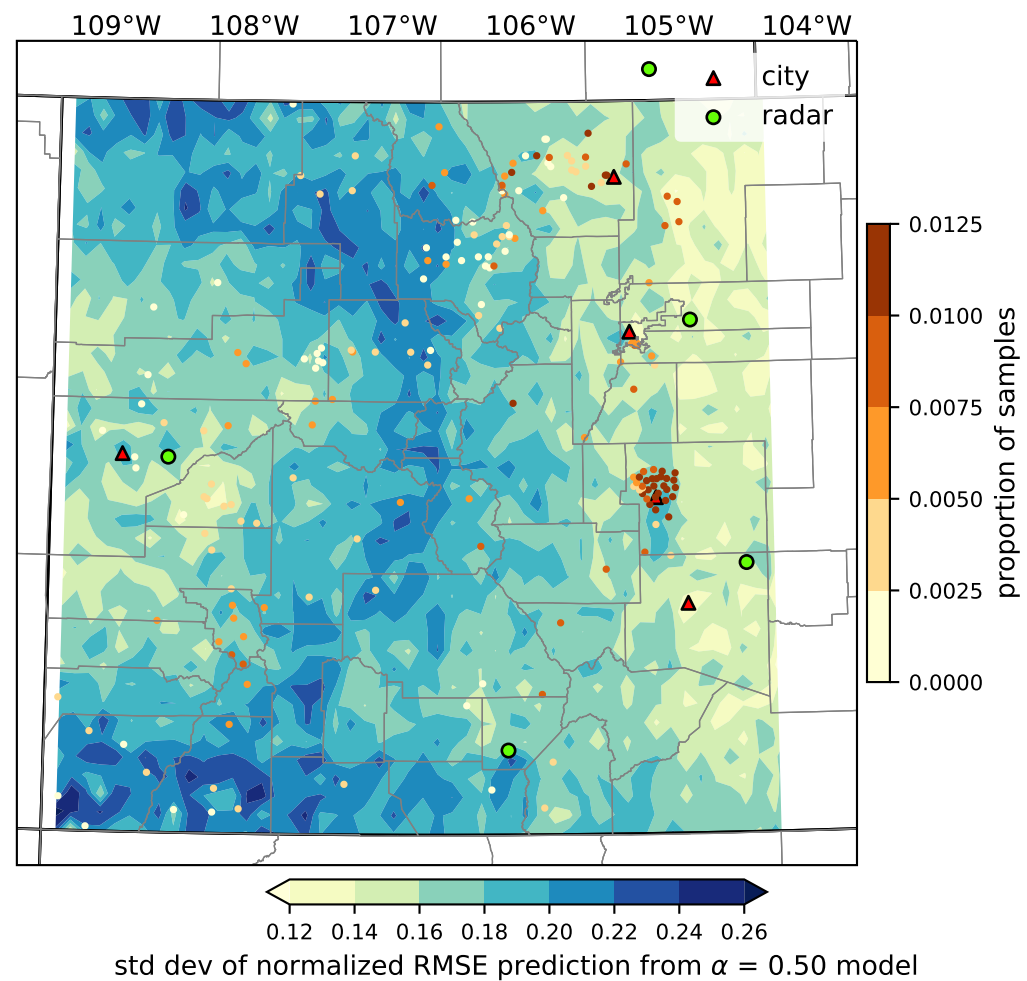 109°W 108°W 107°W 106°W 105°W 104°W
city
radar
0.0125
0.0100
0.0075
0.0050
0.0025
0.0000
proportion of samples
0.12 0.14 0.16 0.18 0.20 0.22 0.24 0.26
std dev of normalized RMSE prediction from α = 0.50 model